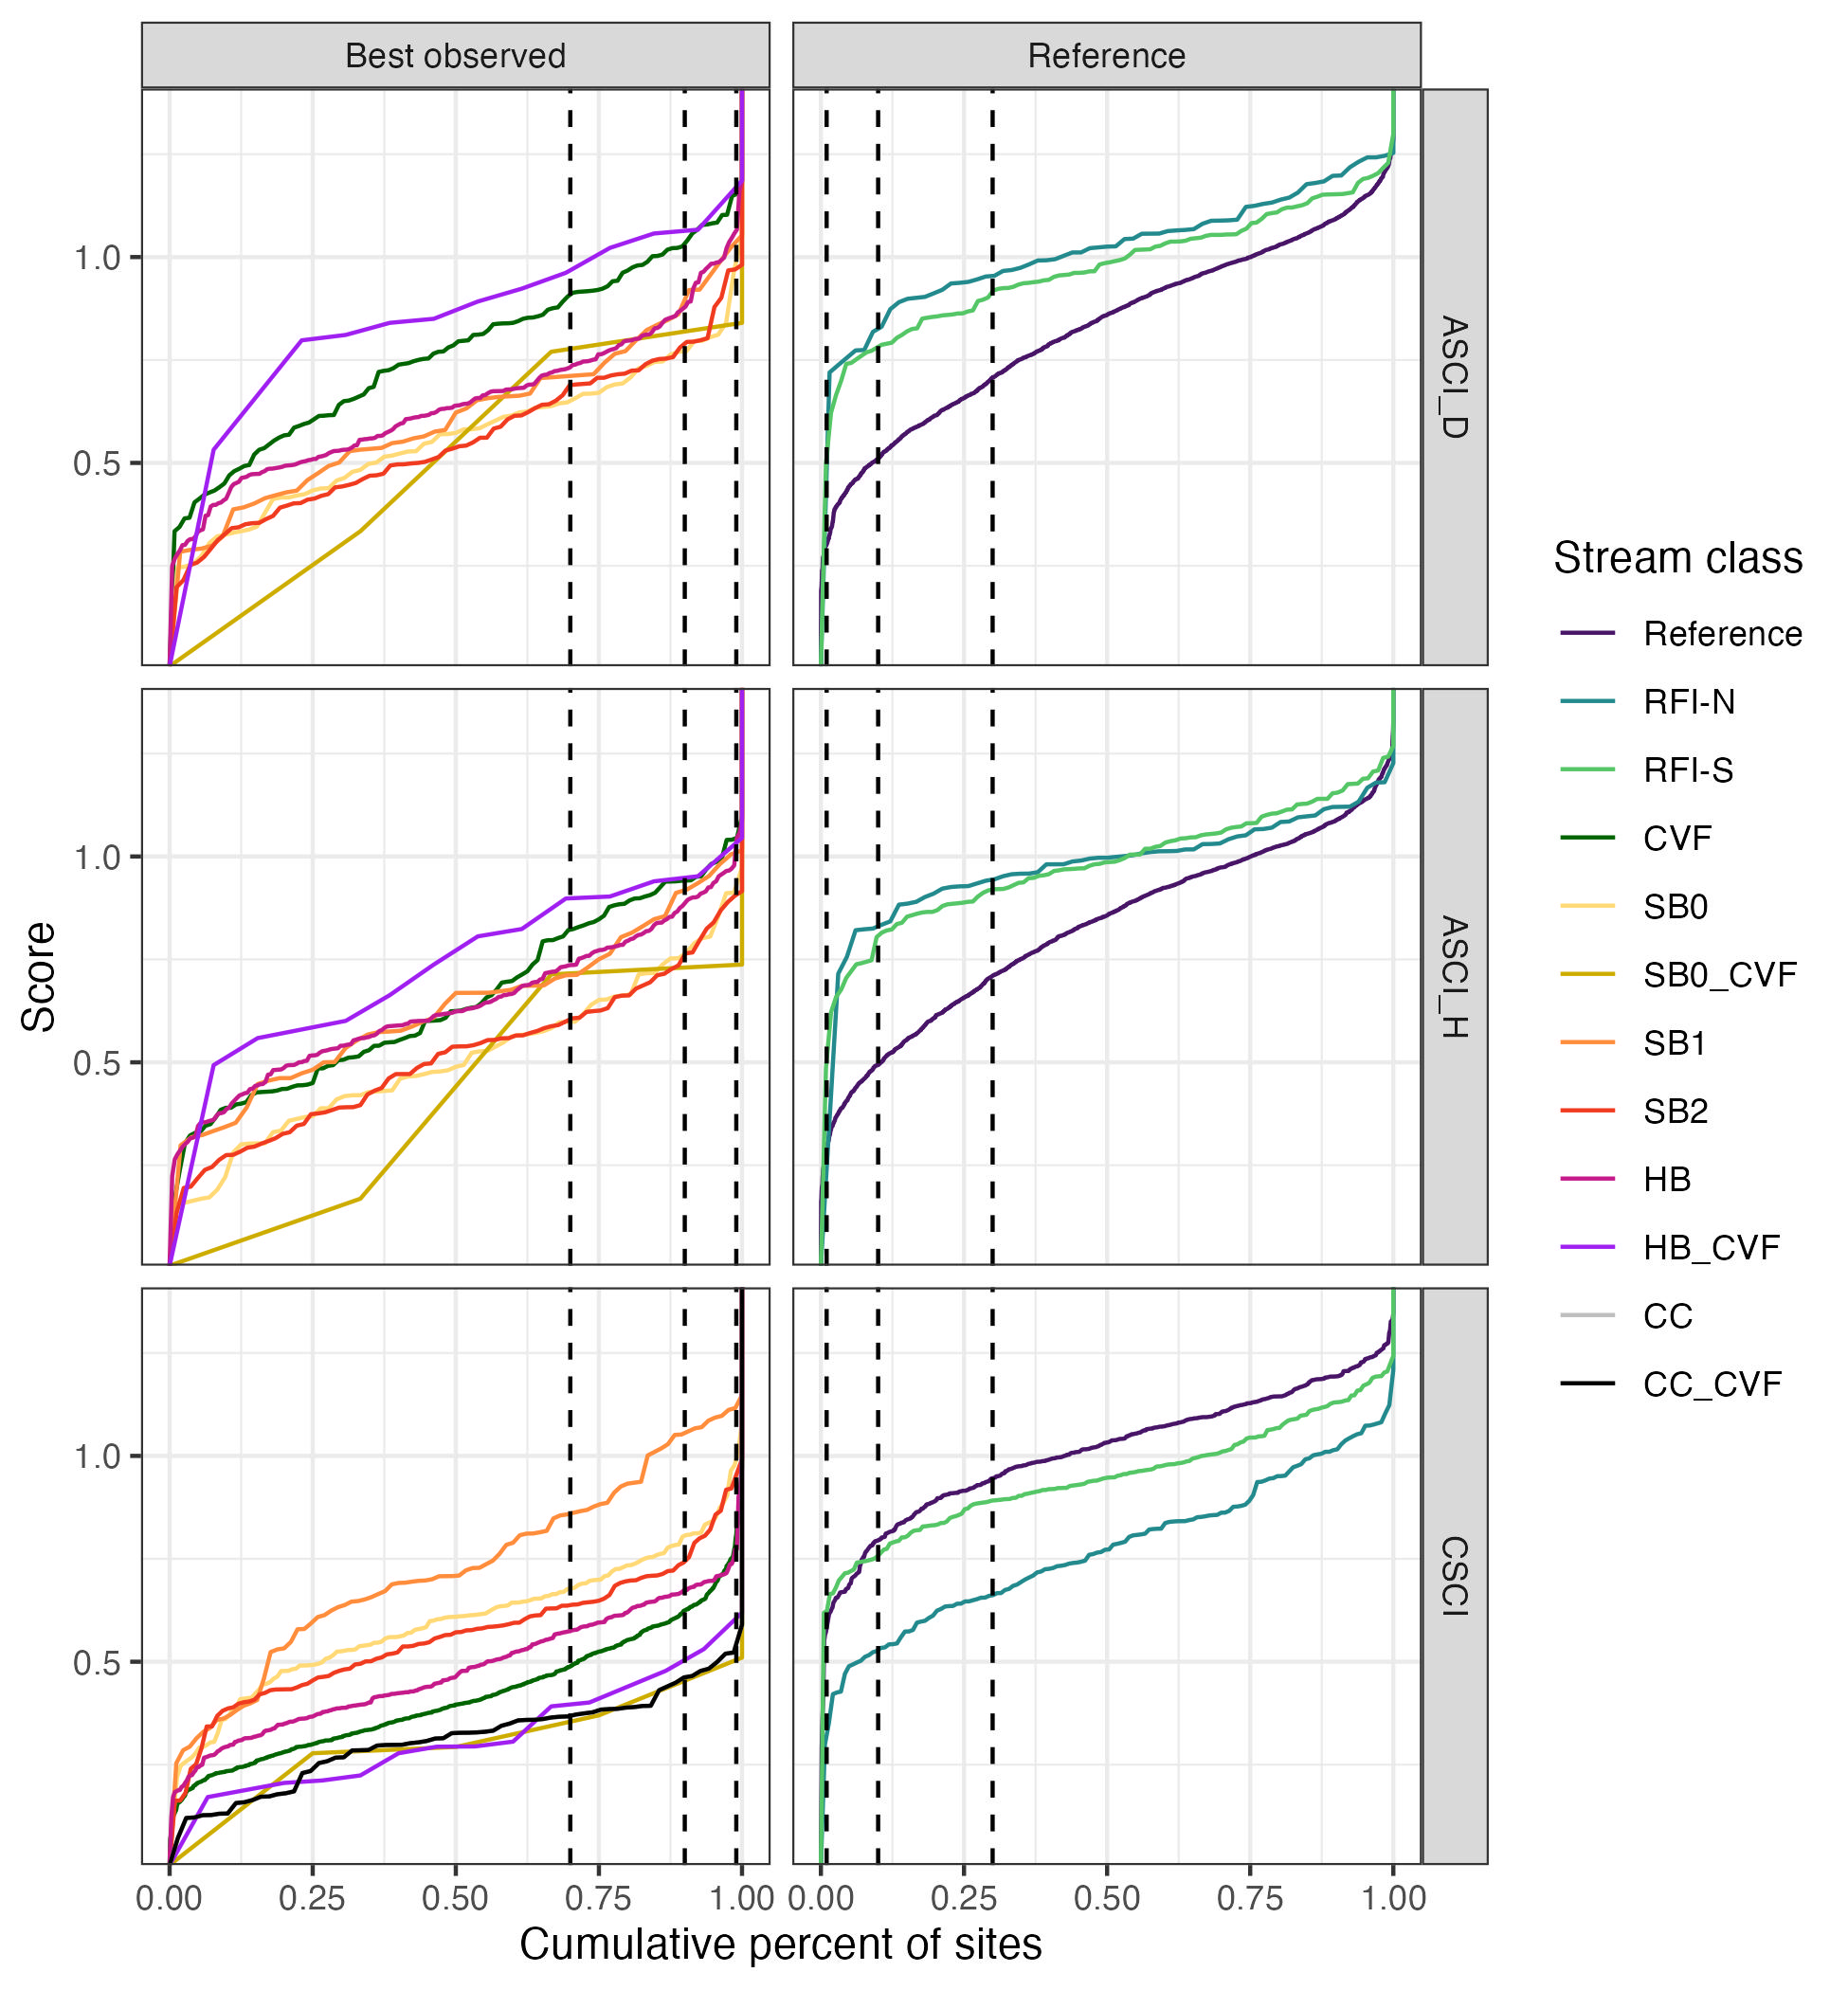 Best observed
Reference
1.0
0.5
ASCI_D
1.0
0.5
ASCI_H
1.0
0.5
CSCI
Score
0.00 0.25 0.50 0.75 1.00
0.00 0.25 0.50 0.75 1.00
Cumulative percent of sites
Stream class
Reference
RFI-N
RFI-S
CVF
SB0
SB0_CVF
SB1
SB2
HB
HB_CVF
CC
CC_CVF